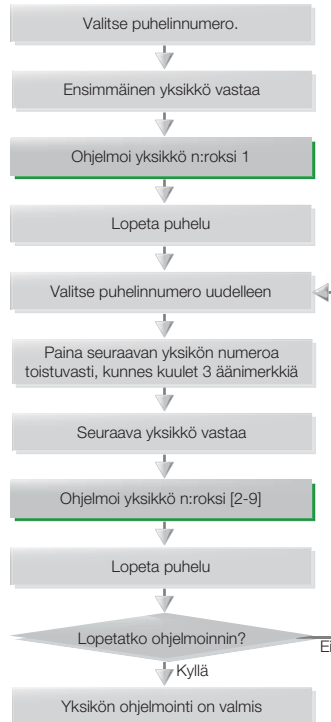 Valitse puhelinnumero.
Ensimmäinen yksikkö vastaa
Ohjelmoi yksikkö n:roksi 1
Lopeta puhelu
Valitse puhelinnumero uudelleen
Paina seuraavan yksikön numeroa
toistuvasti, kunnes kuulet 3 äänimerkkiä
Seuraava yksikkö vastaa
Ohjelmoi yksikkö n:roksi [2-9]
Lopeta puhelu
Lopetatko ohjelmoinnin?
Ei
Kyllä
Yksikön ohjelmointi on valmis